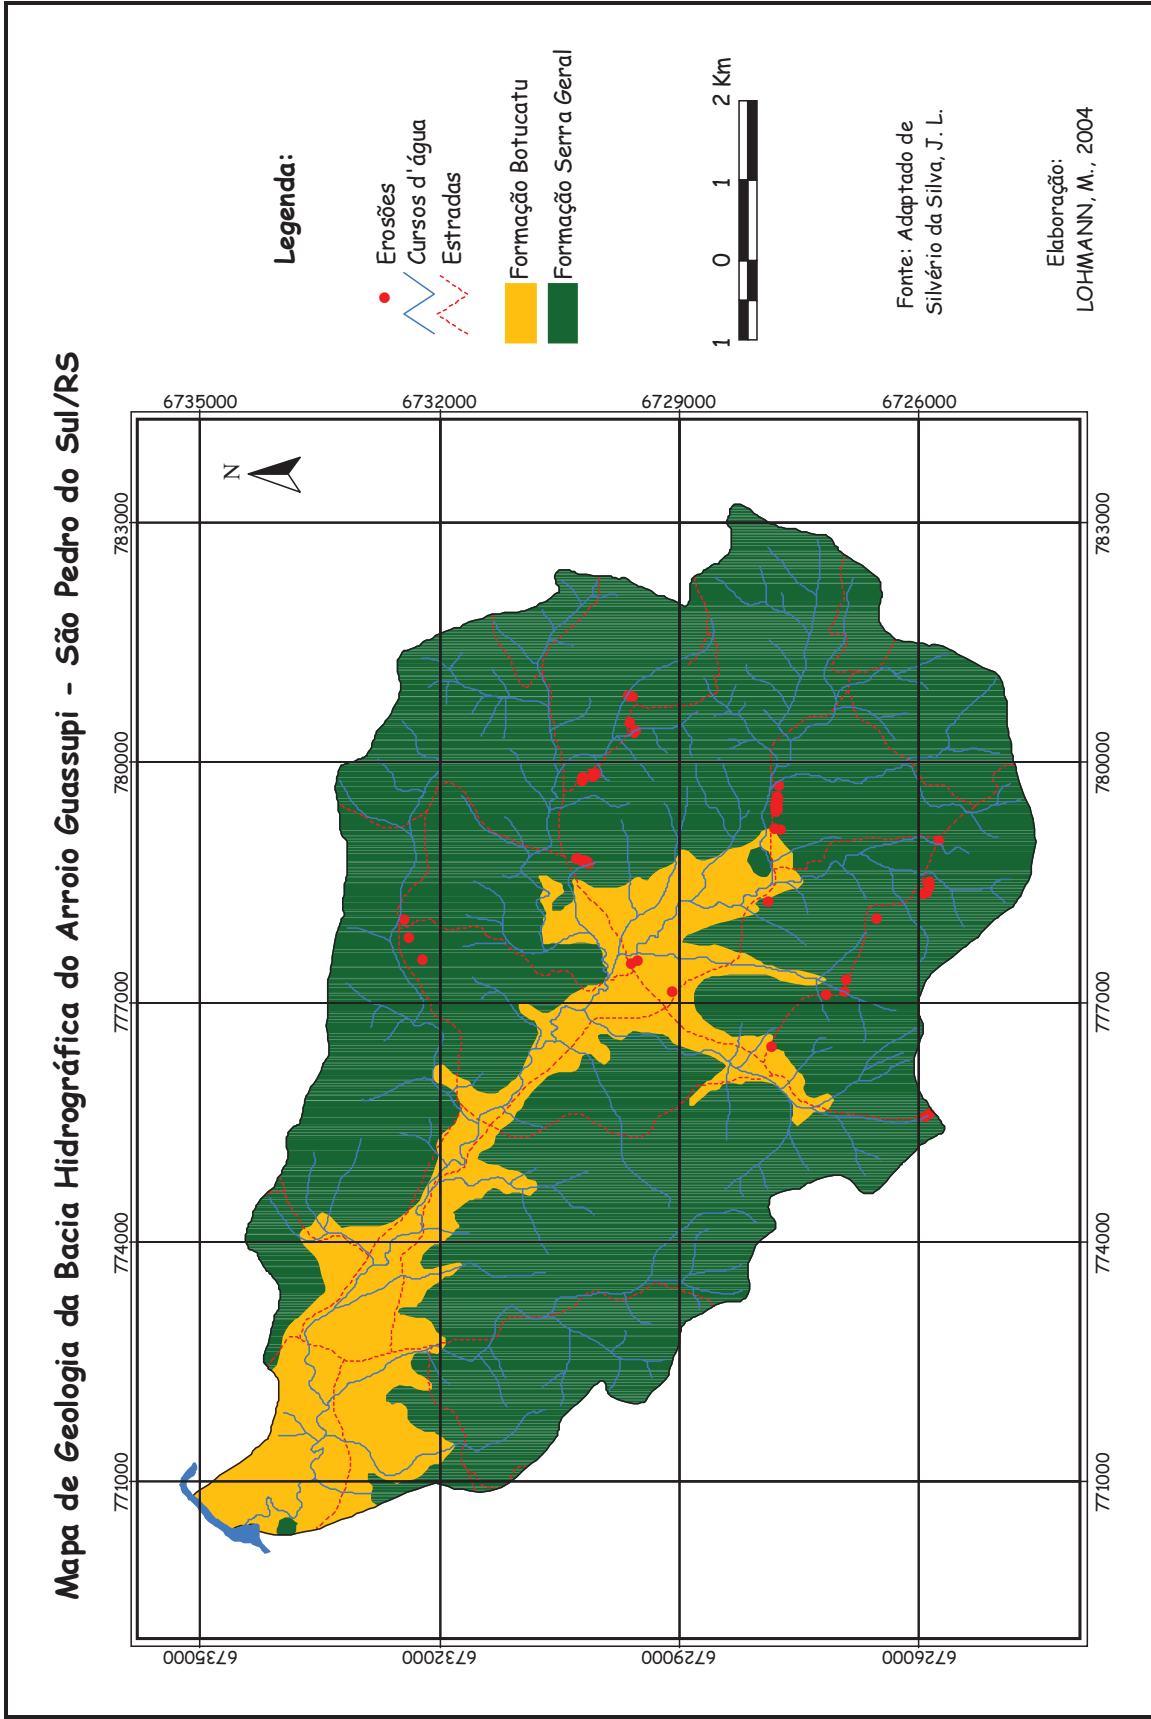 Mapa de Geologia da Bacia Hidrográfica do Arroio Guassupi - São Pedro do Sul/RS
771000
774000
777000
780000
783000
6735000
6735000
N
6732000
6732000
6729000
6729000
6726000
6726000
771000
774000
777000
780000
783000
Legenda:
Erosões
Cursos d'água
Estradas
Formação Botucatu
Formação Serra Geral
1 0 1 2 Km
Fonte: Adaptado de
Silvério da Silva, J. L.
Elaboração:
LOHMANN, M., 2004